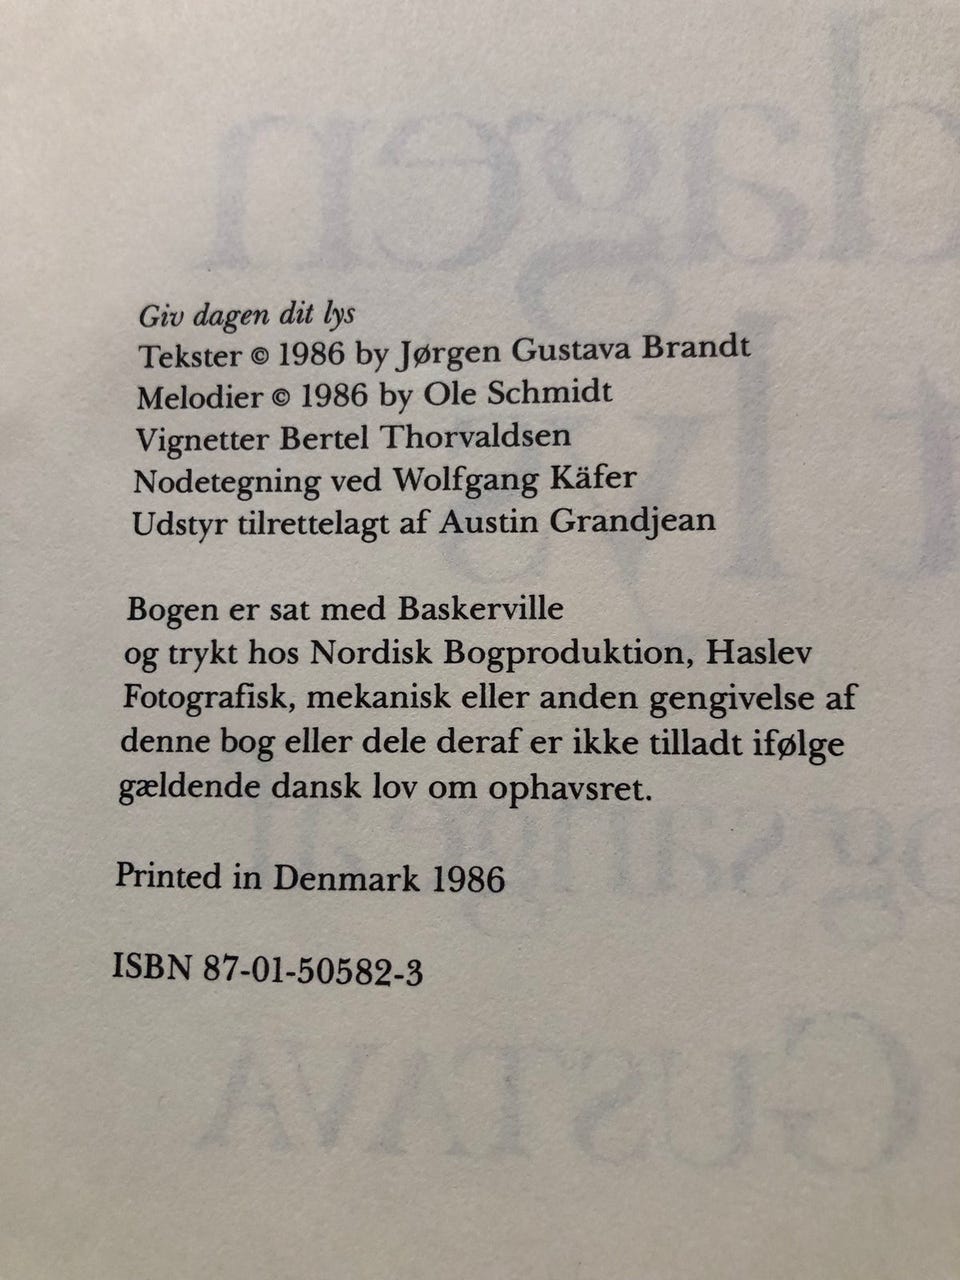 Giv dagen dit lys
Tekster © 1986 by Jørgen Gustava Brandt
Melodier © 1986 by Ole Schmidt
Vignetter Bertel Thorvaldsen
Nodetegning ved Wolfgang Käfer
Udstyr tilrettelagt af Austin Grandjean
Bogen er sat med Baskerville
og trykt hos Nordisk Bogproduktion, Haslev
Fotografisk, mekanisk eller anden gengivelse af
denne bog eller dele deraf er ikke tilladt ifølge
gældende dansk lov om ophavsret.
Printed in Denmark 1986
ISBN 87-01-50582-3